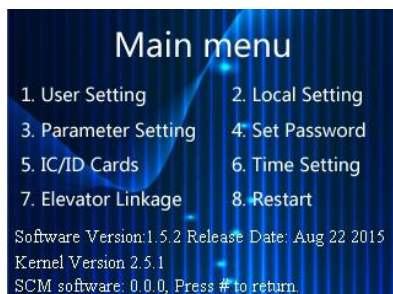 Main menu
1. User Setting 2. Local Setting
3. Parameter Setting 4. Set Password
5. IC/ID Cards 6. Time Setting
7. Elevator Linkage 8. Restart
Software Version:1.5.2 Release Date: Aug 22 2015
Kernel Version 2.5.1
SCM software: 0.0.0, Press # to return.